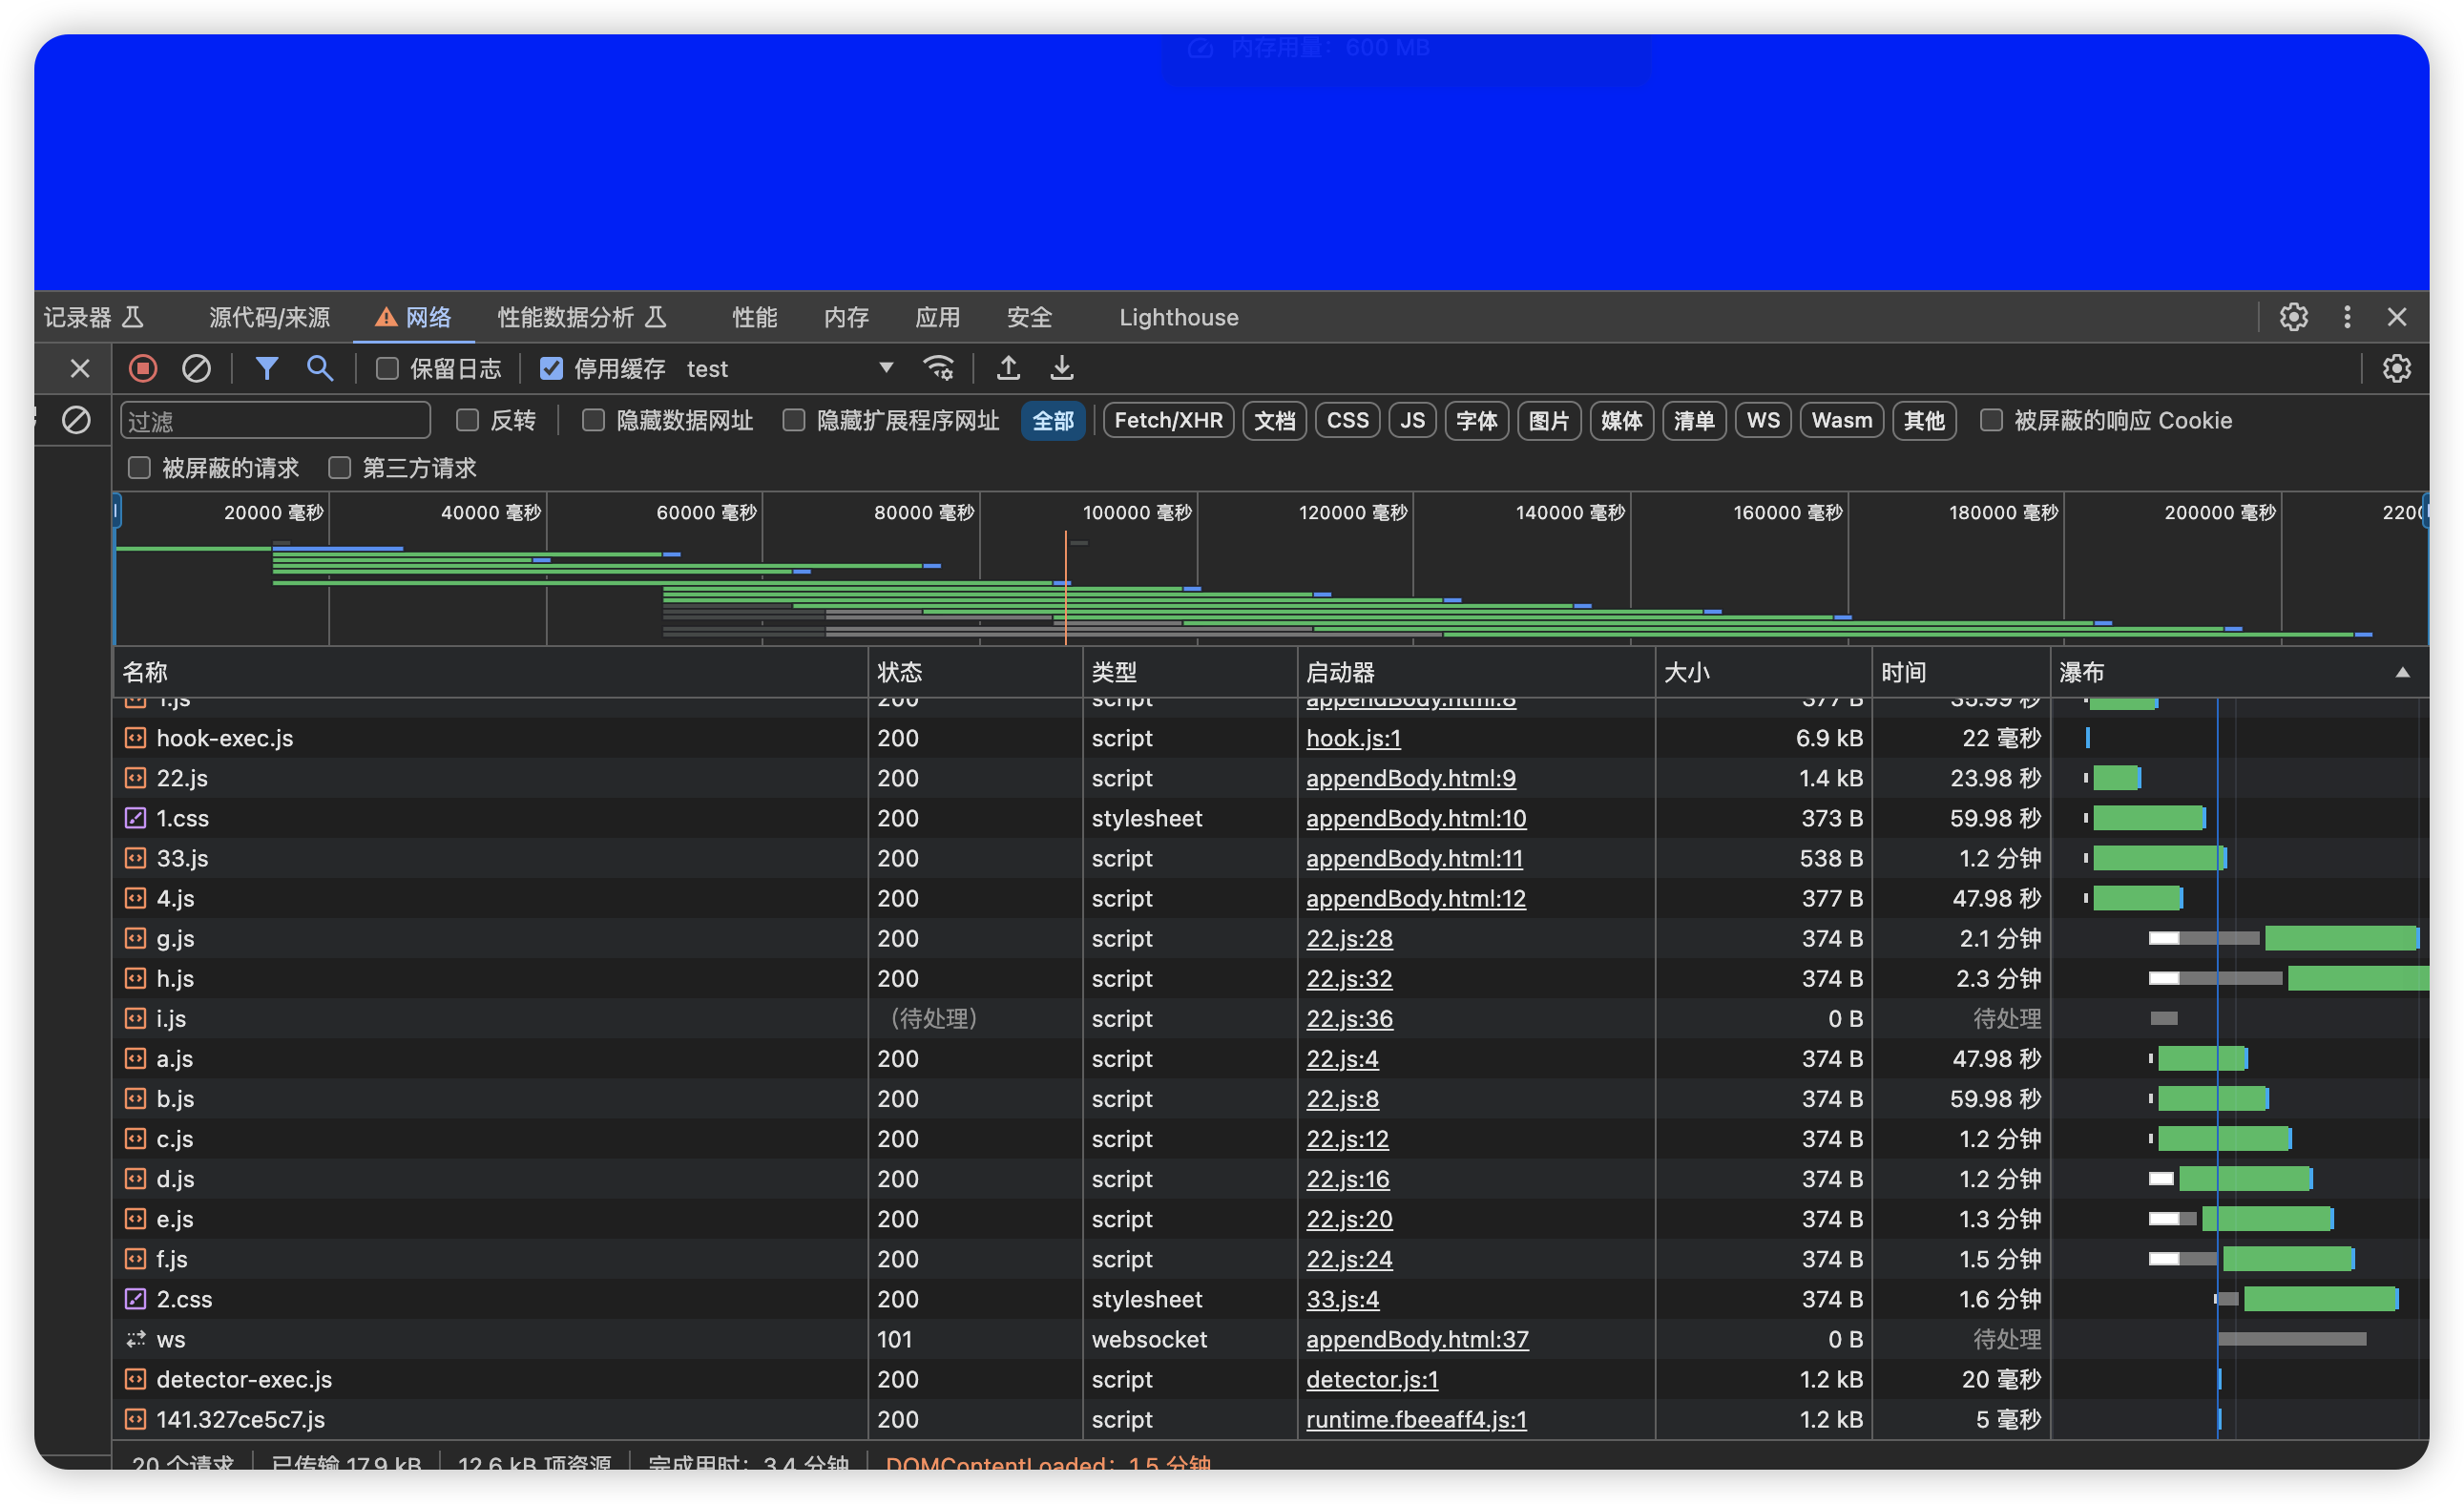 内存用量：600 MB
记录器 源代码/来源 网络 性能数据分析 性能 内存 应用 安全 Lighthouse
保留日志 停用缓存 test
过滤 反转 隐藏数据网址 隐藏扩展程序网址 全部 Fetch/XHR 文档 CSS JS 字体 图片 媒体 清单 WS Wasm 其他 被屏蔽的响应 Cookie
被屏蔽的请求 第三方请求
20000 毫秒 40000 毫秒 60000 毫秒 80000 毫秒 100000 毫秒 120000 毫秒 140000 毫秒 160000 毫秒 180000 毫秒 200000 毫秒 2200
名称 状态 类型 启动器 大小 时间 瀑布
1.js 200 script appendBody.html:8 377 B 35.99 秒
hook-exec.js 200 script hook.js:1 6.9 kB 22 毫秒
22.js 200 script appendBody.html:9 1.4 kB 23.98 秒
1.css 200 stylesheet appendBody.html:10 373 B 59.98 秒
33.js 200 script appendBody.html:11 538 B 1.2 分钟
4.js 200 script appendBody.html:12 377 B 47.98 秒
g.js 200 script 22.js:28 374 B 2.1 分钟
h.js 200 script 22.js:32 374 B 2.3 分钟
i.js （待处理） script 22.js:36 0 B 待处理
a.js 200 script 22.js:4 374 B 47.98 秒
b.js 200 script 22.js:8 374 B 59.98 秒
c.js 200 script 22.js:12 374 B 1.2 分钟
d.js 200 script 22.js:16 374 B 1.2 分钟
e.js 200 script 22.js:20 374 B 1.3 分钟
f.js 200 script 22.js:24 374 B 1.5 分钟
2.css 200 stylesheet 33.js:4 374 B 1.6 分钟
ws 101 websocket appendBody.html:37 0 B 待处理
detector-exec.js 200 script detector.js:1 1.2 kB 20 毫秒
141.327ce5c7.js 200 script runtime.fbeeaff4.js:1 1.2 kB 5 毫秒
20 个请求 已传输 17.9 kB 12.6 kB 项资源 完成用时：3.4 分钟 DOMContentLoaded：1.5 分钟